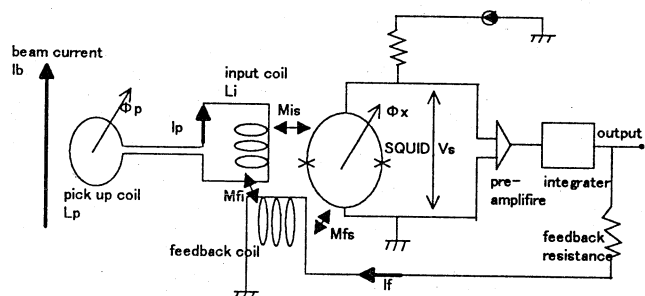 beam current
Ib
Φp
pick up coil
Lp
Ip
input coil
Li
Mis
Φx
SQUID
Vs
pre-
amplifire
integrater
output
Mfi
feedback coil
Mfs
If
feedback
resistance